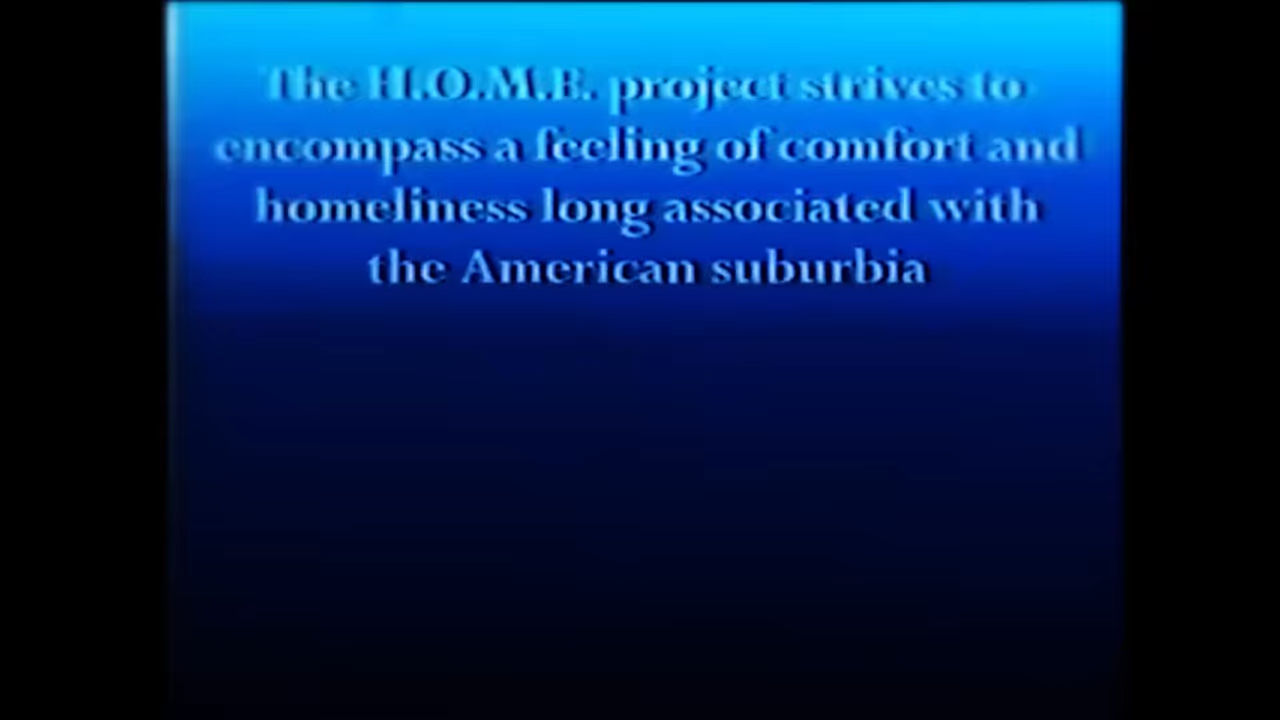 The H.O.M.E. project strives to
encompass a feeling of comfort and
homeliness long associated with
the American suburbia